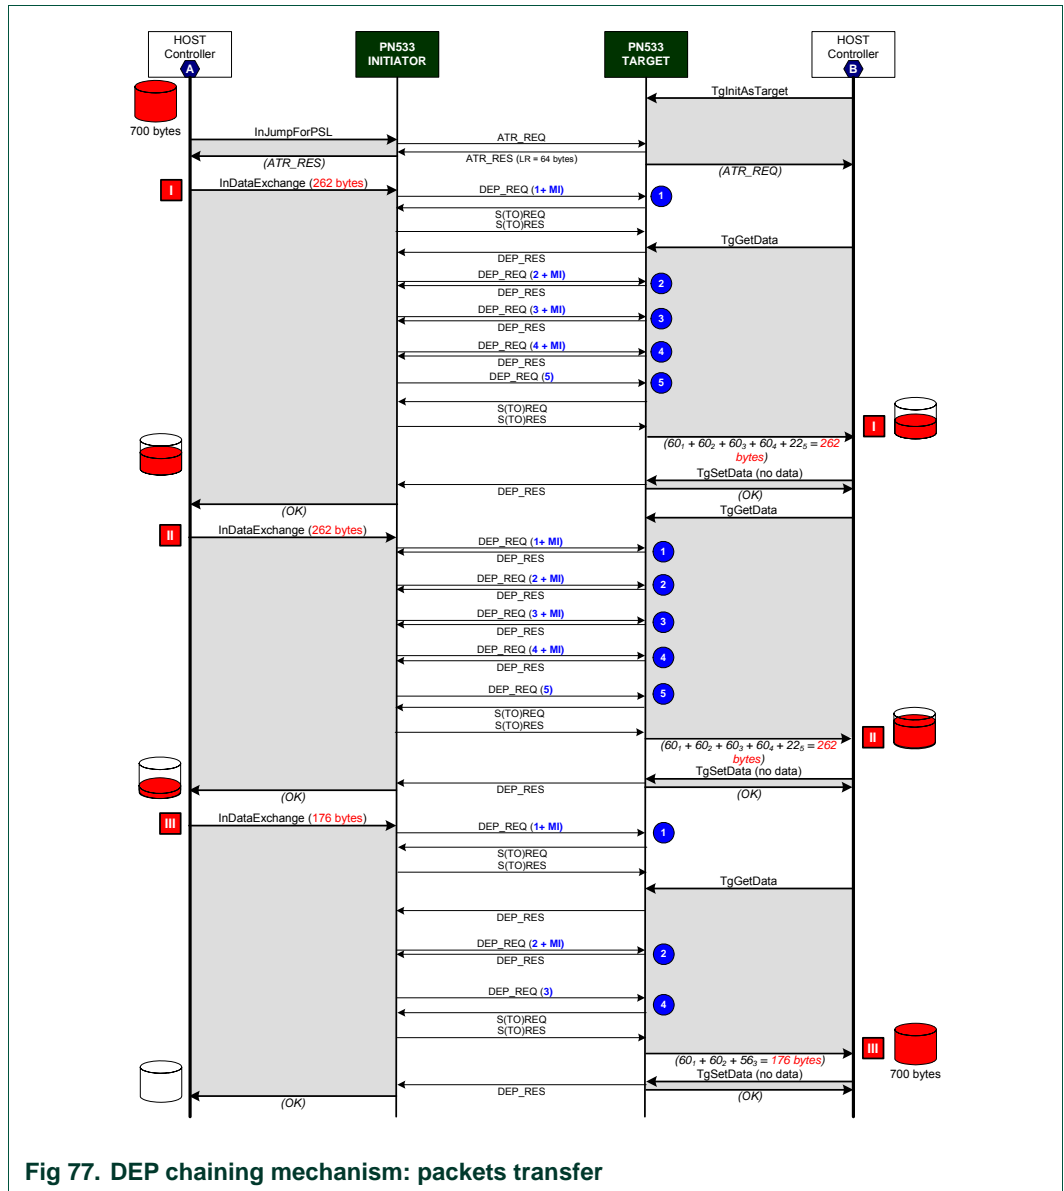 HOST
Controller
A
PN533
INITIATOR
PN533
TARGET
HOST
Controller
B
TgInitAsTarget
700 bytes
InJumpForPSL
ATR_REQ
(ATR_RES)
ATR_RES (LR = 64 bytes)
(ATR_REQ)
I
InDataExchange (262 bytes)
DEP_REQ (1+ MI)
1
S(TO)REQ
S(TO)RES
TgGetData
DEP_RES
DEP_REQ (2 + MI)
2
DEP_RES
DEP_REQ (3 + MI)
3
DEP_RES
DEP_REQ (4 + MI)
4
DEP_RES
DEP_REQ (5)
5
S(TO)REQ
S(TO)RES
I
(60₁ + 60₂ + 60₃ + 60₄ + 22₅ = 262
bytes)
TgSetData (no data)
DEP_RES
(OK)
(OK)
TgGetData
II
InDataExchange (262 bytes)
DEP_REQ (1+ MI)
1
DEP_RES
DEP_REQ (2 + MI)
2
DEP_RES
DEP_REQ (3 + MI)
3
DEP_RES
DEP_REQ (4 + MI)
4
DEP_RES
DEP_REQ (5)
5
S(TO)REQ
S(TO)RES
II
(60₁ + 60₂ + 60₃ + 60₄ + 22₅ = 262
bytes)
TgSetData (no data)
DEP_RES
(OK)
(OK)
III
InDataExchange (176 bytes)
DEP_REQ (1+ MI)
1
S(TO)REQ
S(TO)RES
TgGetData
DEP_RES
DEP_REQ (2 + MI)
2
DEP_RES
DEP_REQ (3)
4
S(TO)REQ
S(TO)RES
III
(60₁ + 60₂ + 56₃ = 176 bytes)
700 bytes
TgSetData (no data)
DEP_RES
(OK)
(OK)
Fig 77. DEP chaining mechanism: packets transfer